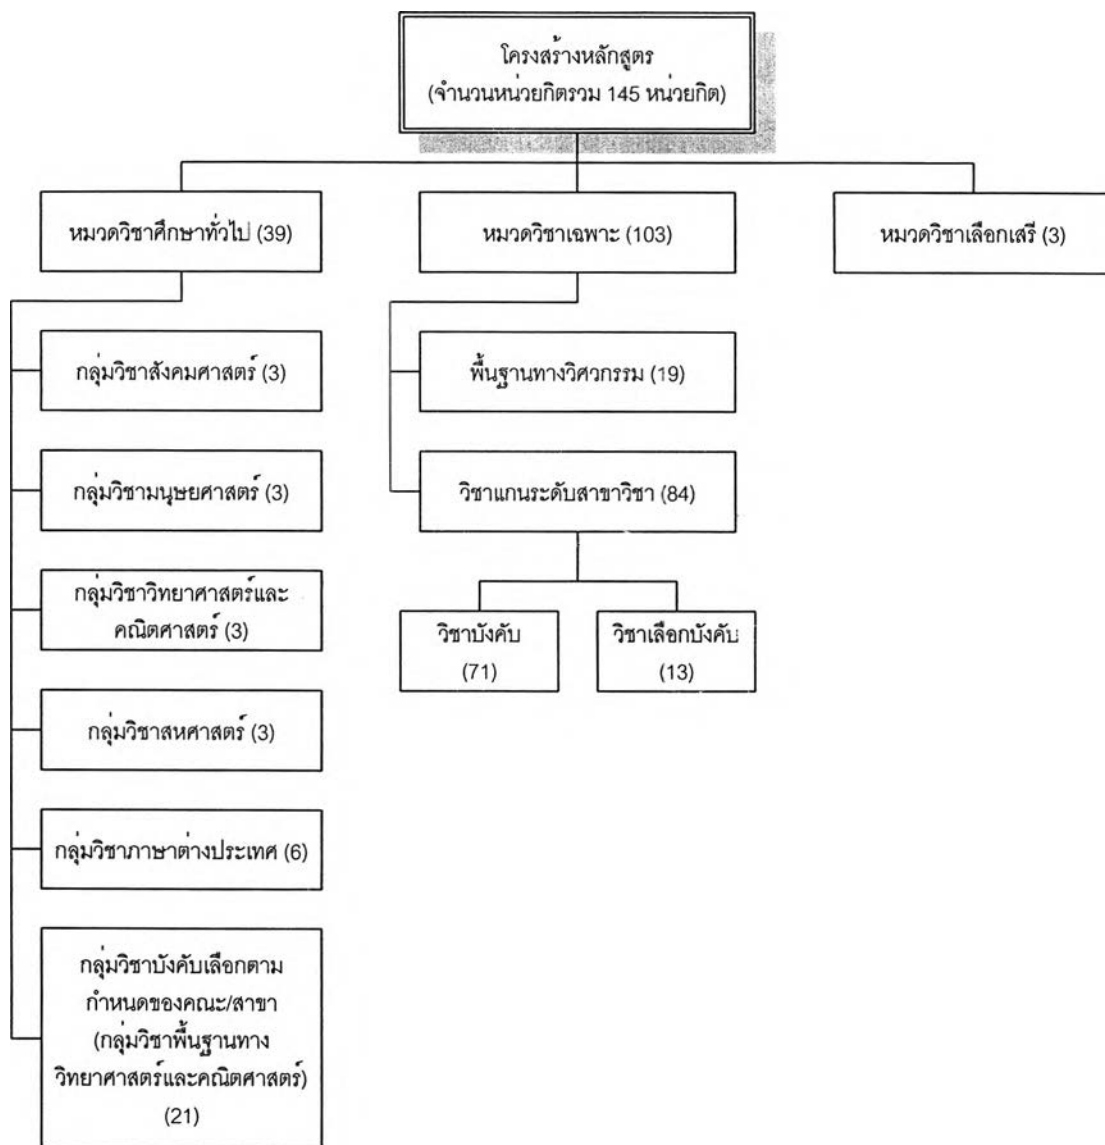 โครงสร้างหลักสูตร
(จำนวนหน่วยกิตรวม 145 หน่วยกิต)
หมวดวิชาศึกษาทั่วไป (39)
หมวดวิชาเฉพาะ (103)
หมวดวิชาเลือกเสรี (3)
กลุ่มวิชาสังคมศาสตร์ (3)
พื้นฐานทางวิศวกรรม (19)
กลุ่มวิชามนุษยศาสตร์ (3)
วิชาแกนระดับสาขาวิชา (84)
กลุ่มวิชาวิทยาศาสตร์และ
คณิตศาสตร์ (3)
วิชาบังคับ
(71)
วิชาเลือกบังคับ
(13)
กลุ่มวิชาสหศาสตร์ (3)
กลุ่มวิชาภาษาต่างประเทศ (6)
กลุ่มวิชาบังคับเลือกตาม
กำหนดของคณะ/สาขา
(กลุ่มวิชาพื้นฐานทาง
วิทยาศาสตร์และคณิตศาสตร์)
(21)